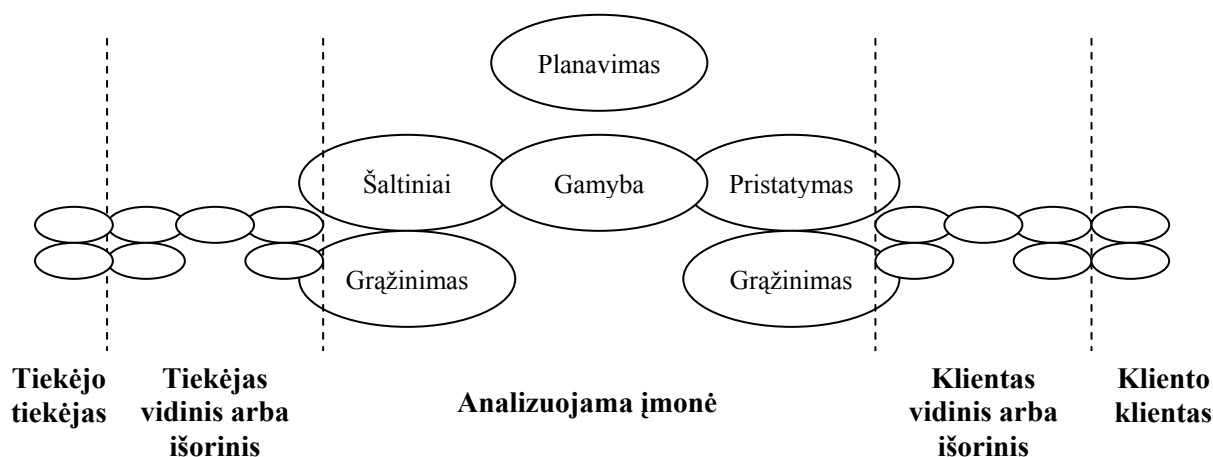 Planavimas
Šaltiniai
Gamyba
Pristatymas
Grąžinimas
Grąžinimas
Tiekėjo
tiekėjas
Tiekėjas
vidinis arba
išorinis
Analizuojama įmonė
Klientas
vidinis arba
išorinis
Kliento
klientas